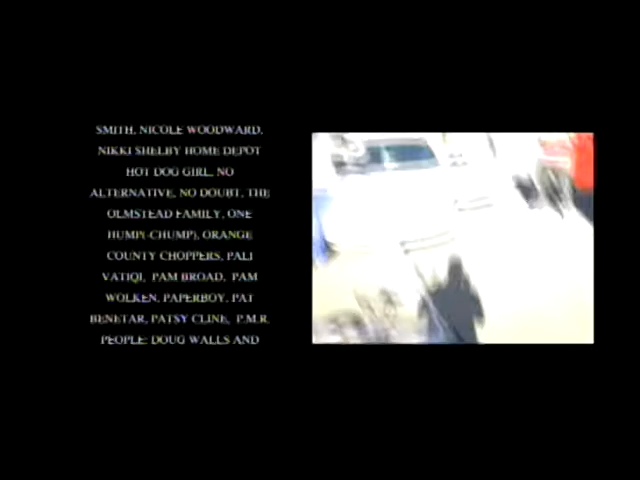 SMITH, NICOLE WOODWARD,
NIKKI SHELBY HOME DEPOT
HOT DOG GIRL, NO
ALTERNATIVE, NO DOUBT, THE
OLMSTEAD FAMILY, ONE
HUMP(-CHUMP), ORANGE
COUNTY CHOPPERS, PALI
VATIQI, PAM BROAD, PAM
WOLKEN, PAPERBOY, PAT
BENETAR, PATSY CLINE, P.M.R.
PEOPLE: DOUG WALLS AND